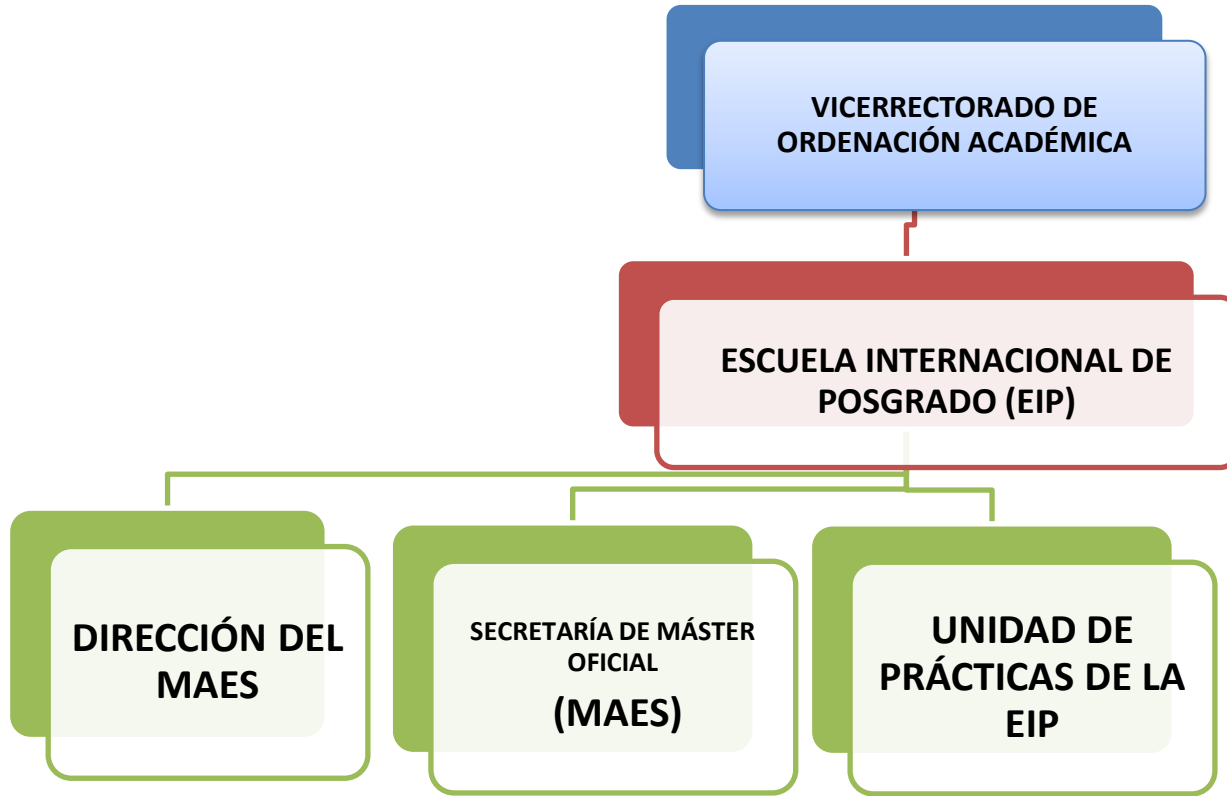 VICERRECTORADO DE
ORDENACIÓN ACADÉMICA
ESCUELA INTERNACIONAL DE
POSGRADO (EIP)
DIRECCIÓN DEL
MAES
SECRETARÍA DE MÁSTER
OFICIAL
(MAES)
UNIDAD DE
PRÁCTICAS DE LA
EIP